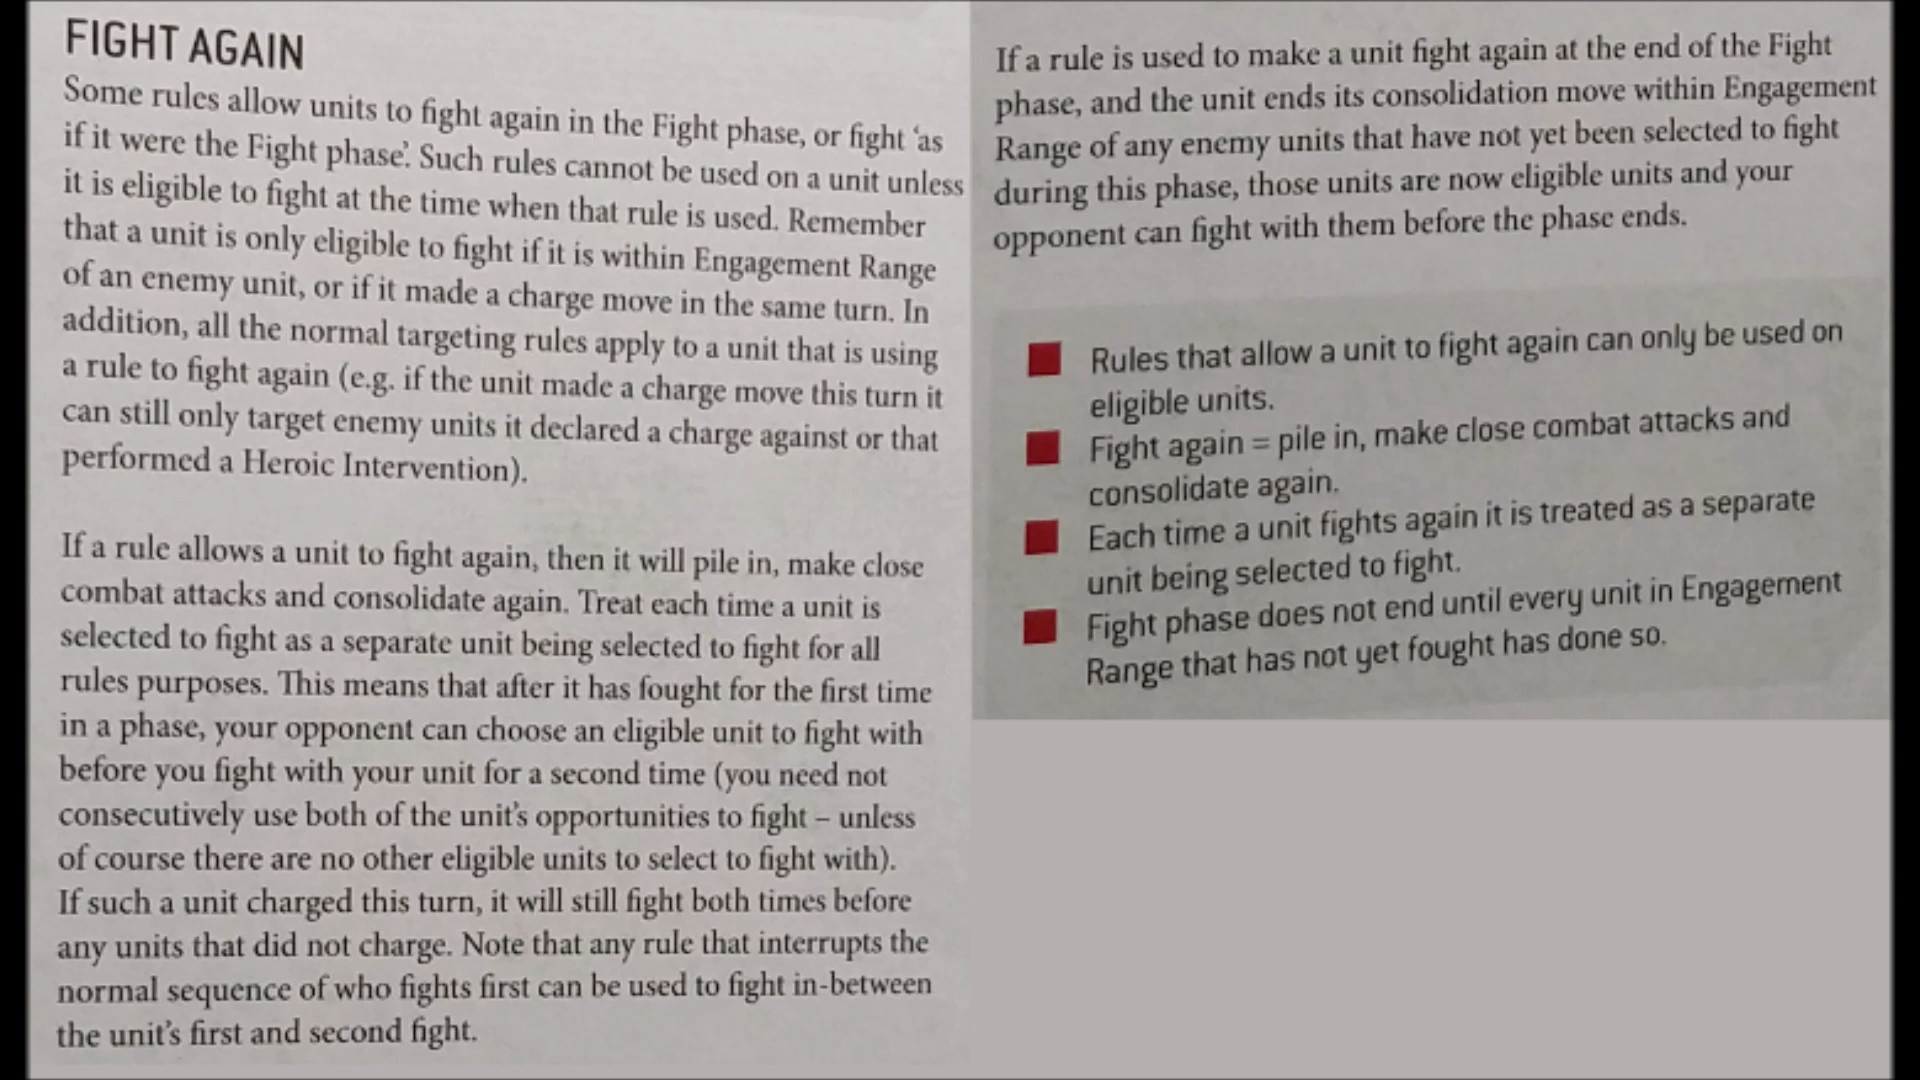 FIGHT AGAIN
Some rules allow units to fight again in the Fight phase, or fight ‘as
if it were the Fight phase’. Such rules cannot be used on a unit unless
it is eligible to fight at the time when that rule is used. Remember
that a unit is only eligible to fight if it is within Engagement Range
of an enemy unit, or if it made a charge move in the same turn. In
addition, all the normal targeting rules apply to a unit that is using
a rule to fight again (e.g. if the unit made a charge move this turn it
can still only target enemy units it declared a charge against or that
performed a Heroic Intervention).
If a rule allows a unit to fight again, then it will pile in, make close
combat attacks and consolidate again. Treat each time a unit is
selected to fight as a separate unit being selected to fight for all
rules purposes. This means that after it has fought for the first time
in a phase, your opponent can choose an eligible unit to fight with
before you fight with your unit for a second time (you need not
consecutively use both of the unit’s opportunities to fight – unless
of course there are no other eligible units to select to fight with).
If such a unit charged this turn, it will still fight both times before
any units that did not charge. Note that any rule that interrupts the
normal sequence of who fights first can be used to fight in-between
the unit’s first and second fight.
If a rule is used to make a unit fight again at the end of the Fight
phase, and the unit ends its consolidation move within Engagement
Range of any enemy units that have not yet been selected to fight
during this phase, those units are now eligible units and your
opponent can fight with them before the phase ends.
Rules that allow a unit to fight again can only be used on
eligible units.
Fight again = pile in, make close combat attacks and
consolidate again.
Each time a unit fights again it is treated as a separate
unit being selected to fight.
Fight phase does not end until every unit in Engagement
Range that has not yet fought has done so.